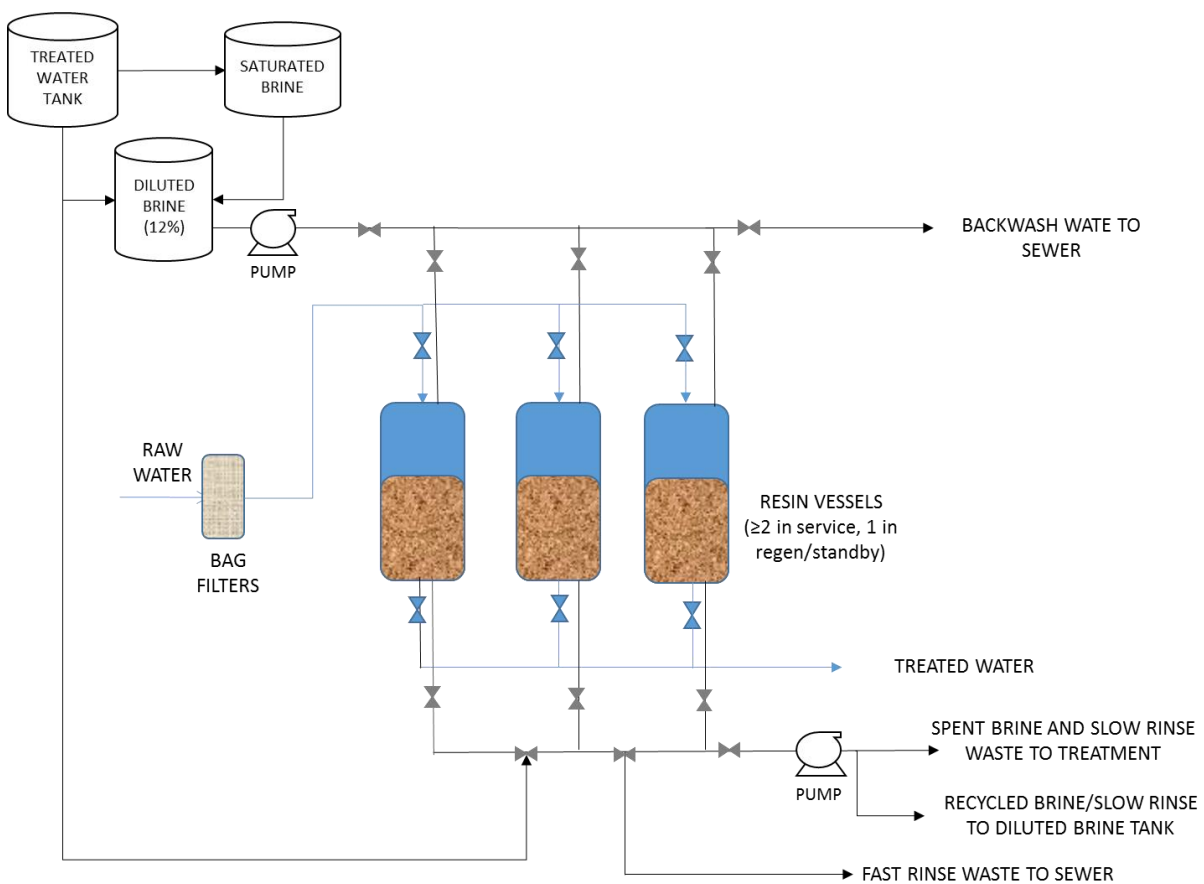 TREATED
WATER
TANK
SATURATED
BRINE
DILUTED
BRINE
(12%)
PUMP
BACKWASH WATE TO
SEWER
RAW
WATER
BAG
FILTERS
RESIN VESSELS
(≥2 in service, 1 in
regen/standby)
TREATED WATER
SPENT BRINE AND SLOW RINSE
WASTE TO TREATMENT
PUMP
RECYCLED BRINE/SLOW RINSE
TO DILUTED BRINE TANK
FAST RINSE WASTE TO SEWER